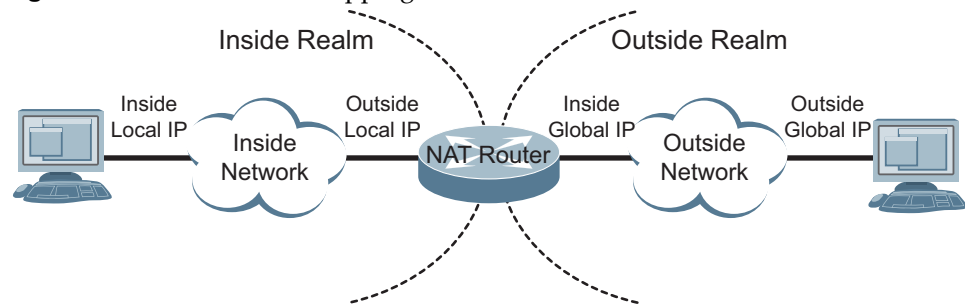 pping
Inside Realm
Outside Realm
Inside
Local IP
Outside
Local IP
Inside
Global IP
Outside
Global IP
Inside
Network
NAT Router
Outside
Network